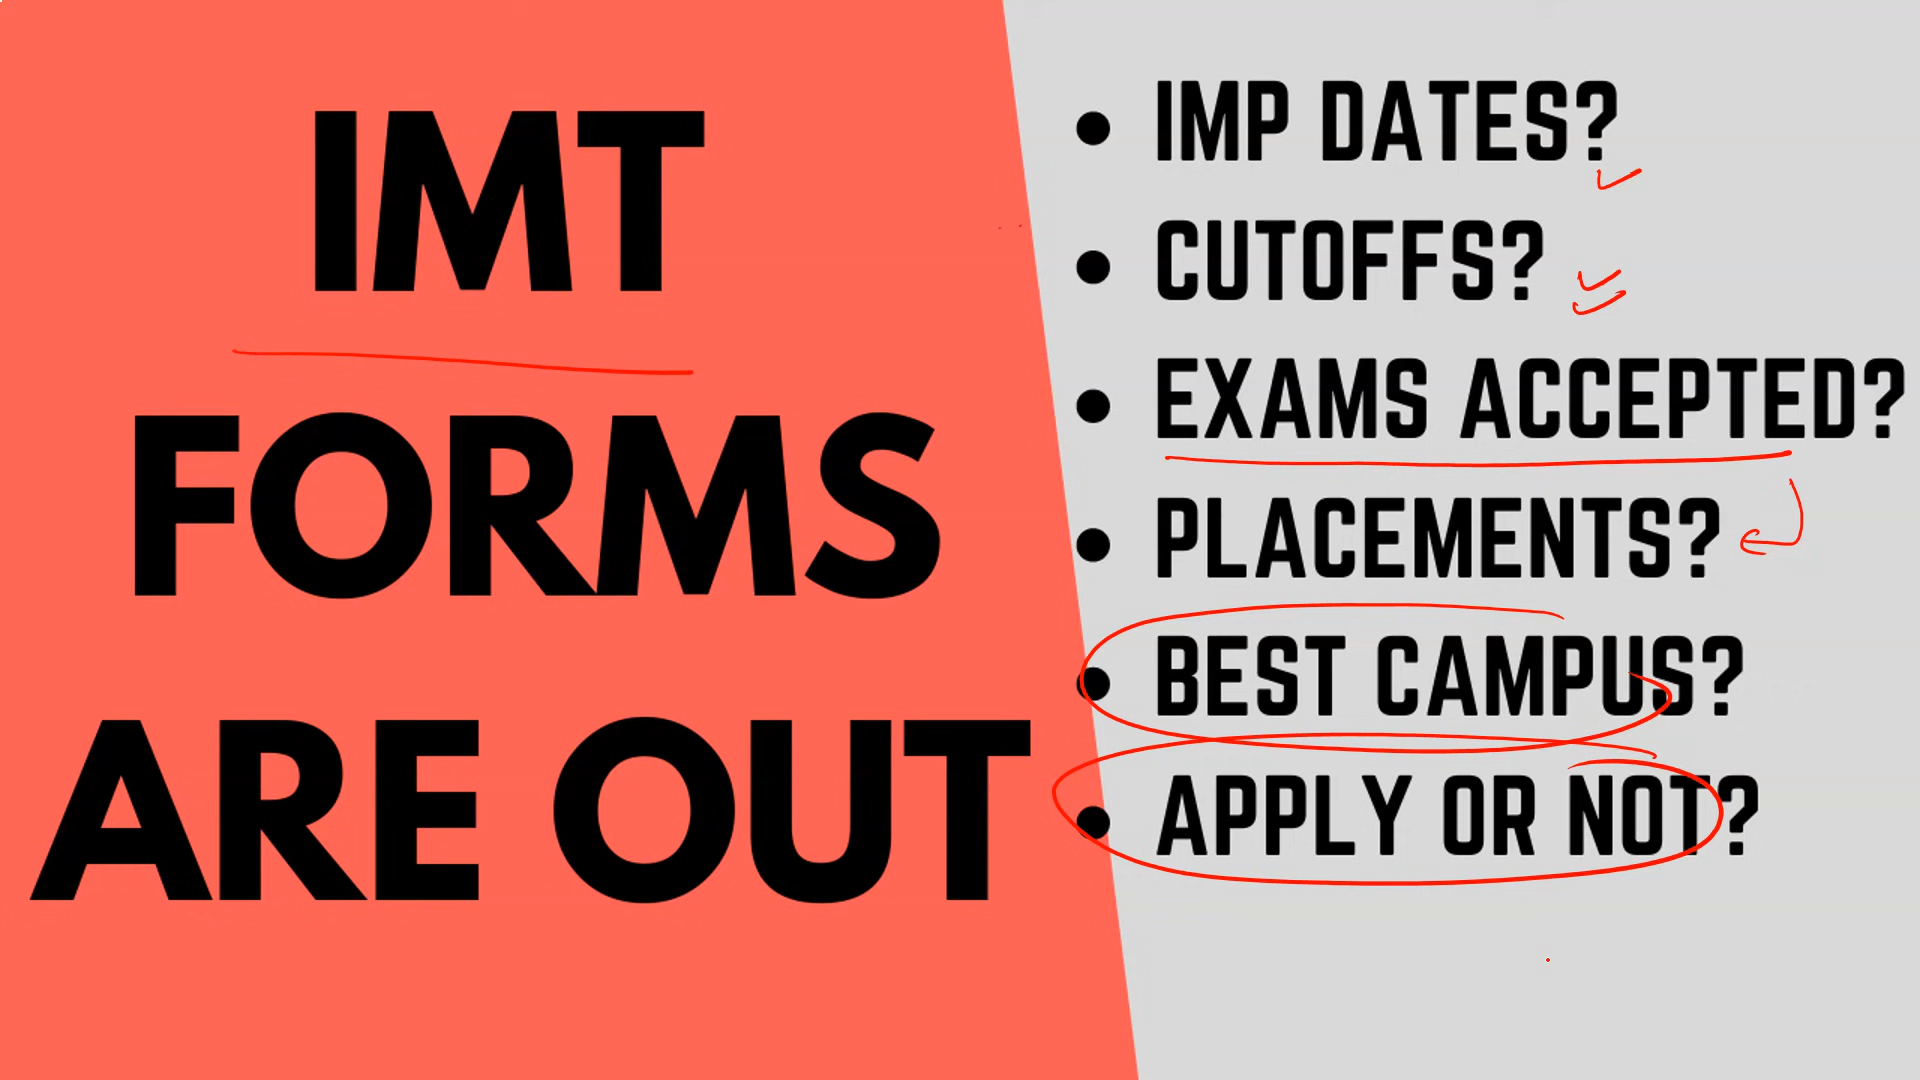 IMT
FORMS
ARE OUT
• IMP DATES?
• CUTOFFS?
• EXAMS ACCEPTED?
• PLACEMENTS?
• BEST CAMPUS?
• APPLY OR NOT?